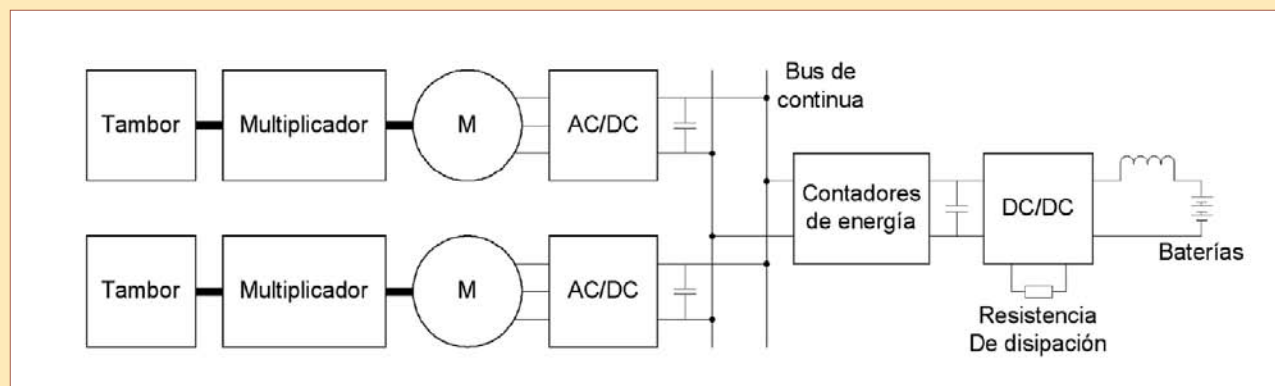 Tambor
Multiplicador
M
AC/DC
Bus de
continua
Contadores
de energía
DC/DC
Baterías
Resistencia
De disipación
Tambor
Multiplicador
M
AC/DC